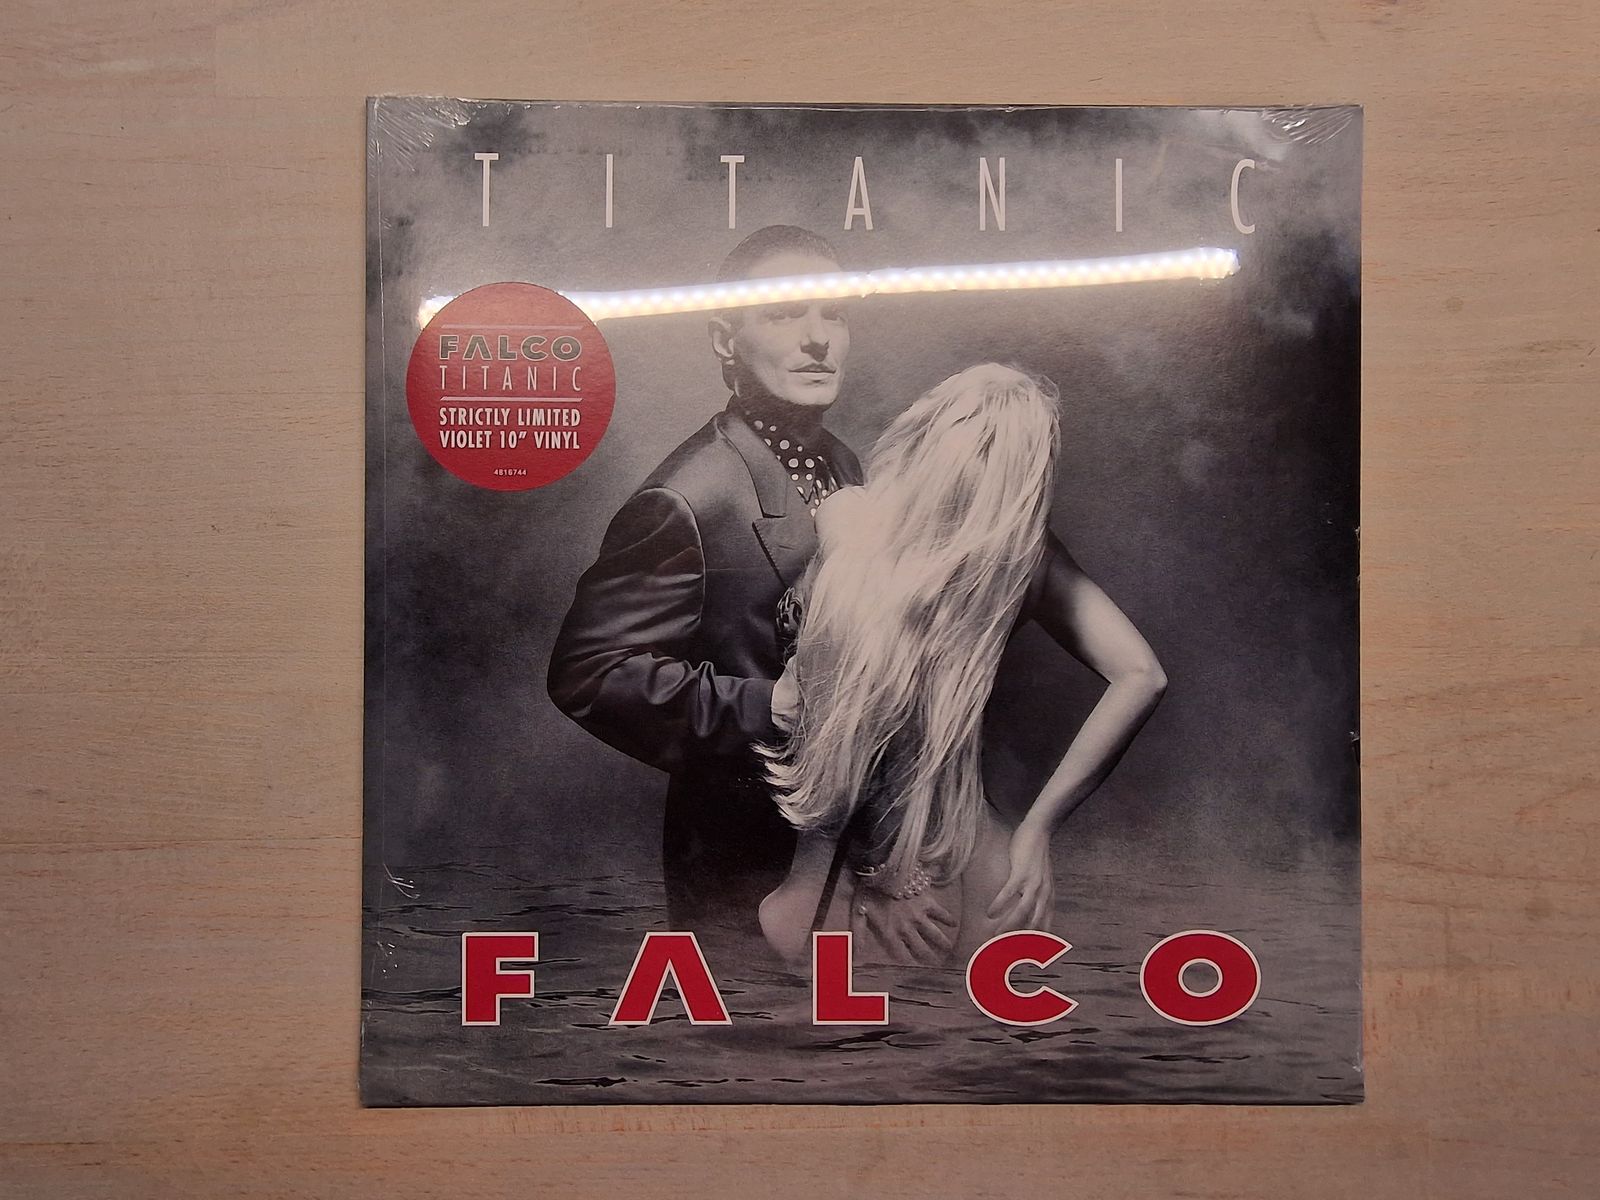 TITANIC
FALCO
TITANIC
STRICTLY LIMITED
VIOLET 10" VINYL
4816744
FALCO